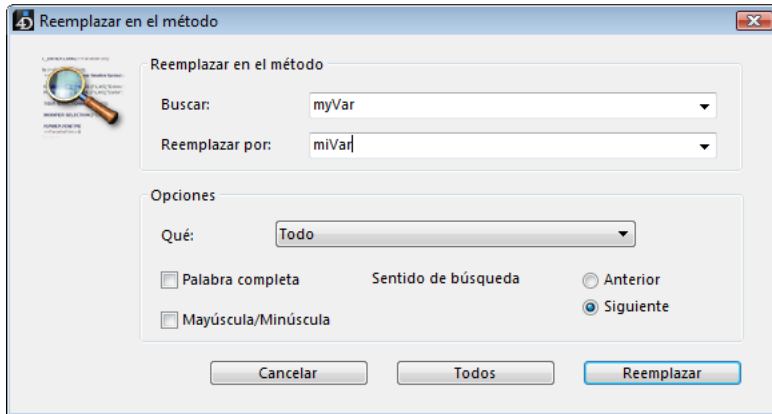 Reemplazar en el método
Reemplazar en el método
Buscar: myVar
Reemplazar por: miVar
Opciones
Qué: Todo
Palabra completa Sentido de búsqueda Anterior
Siguiente
Mayúscula/Minúscula
Cancelar Todos Reemplazar